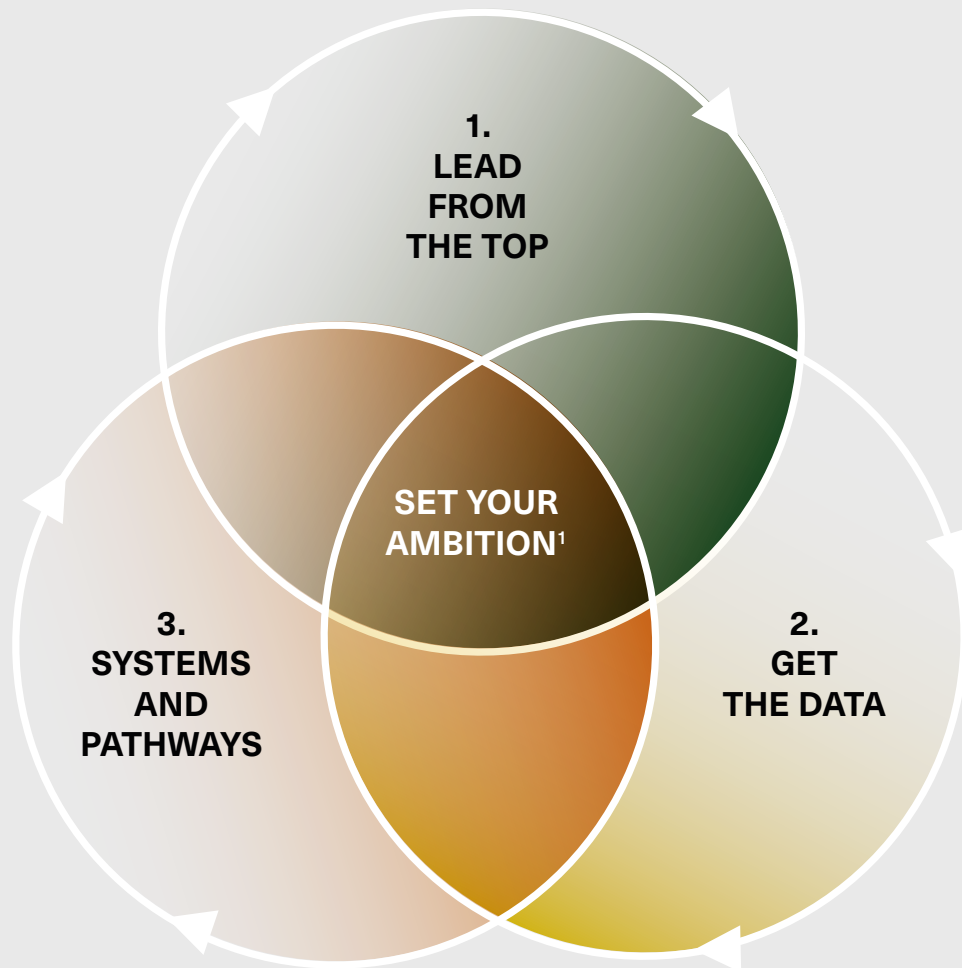 1.
LEAD
FROM
THE TOP
SET YOUR
AMBITION¹
2.
GET
THE DATA
3.
SYSTEMS
AND
PATHWAYS